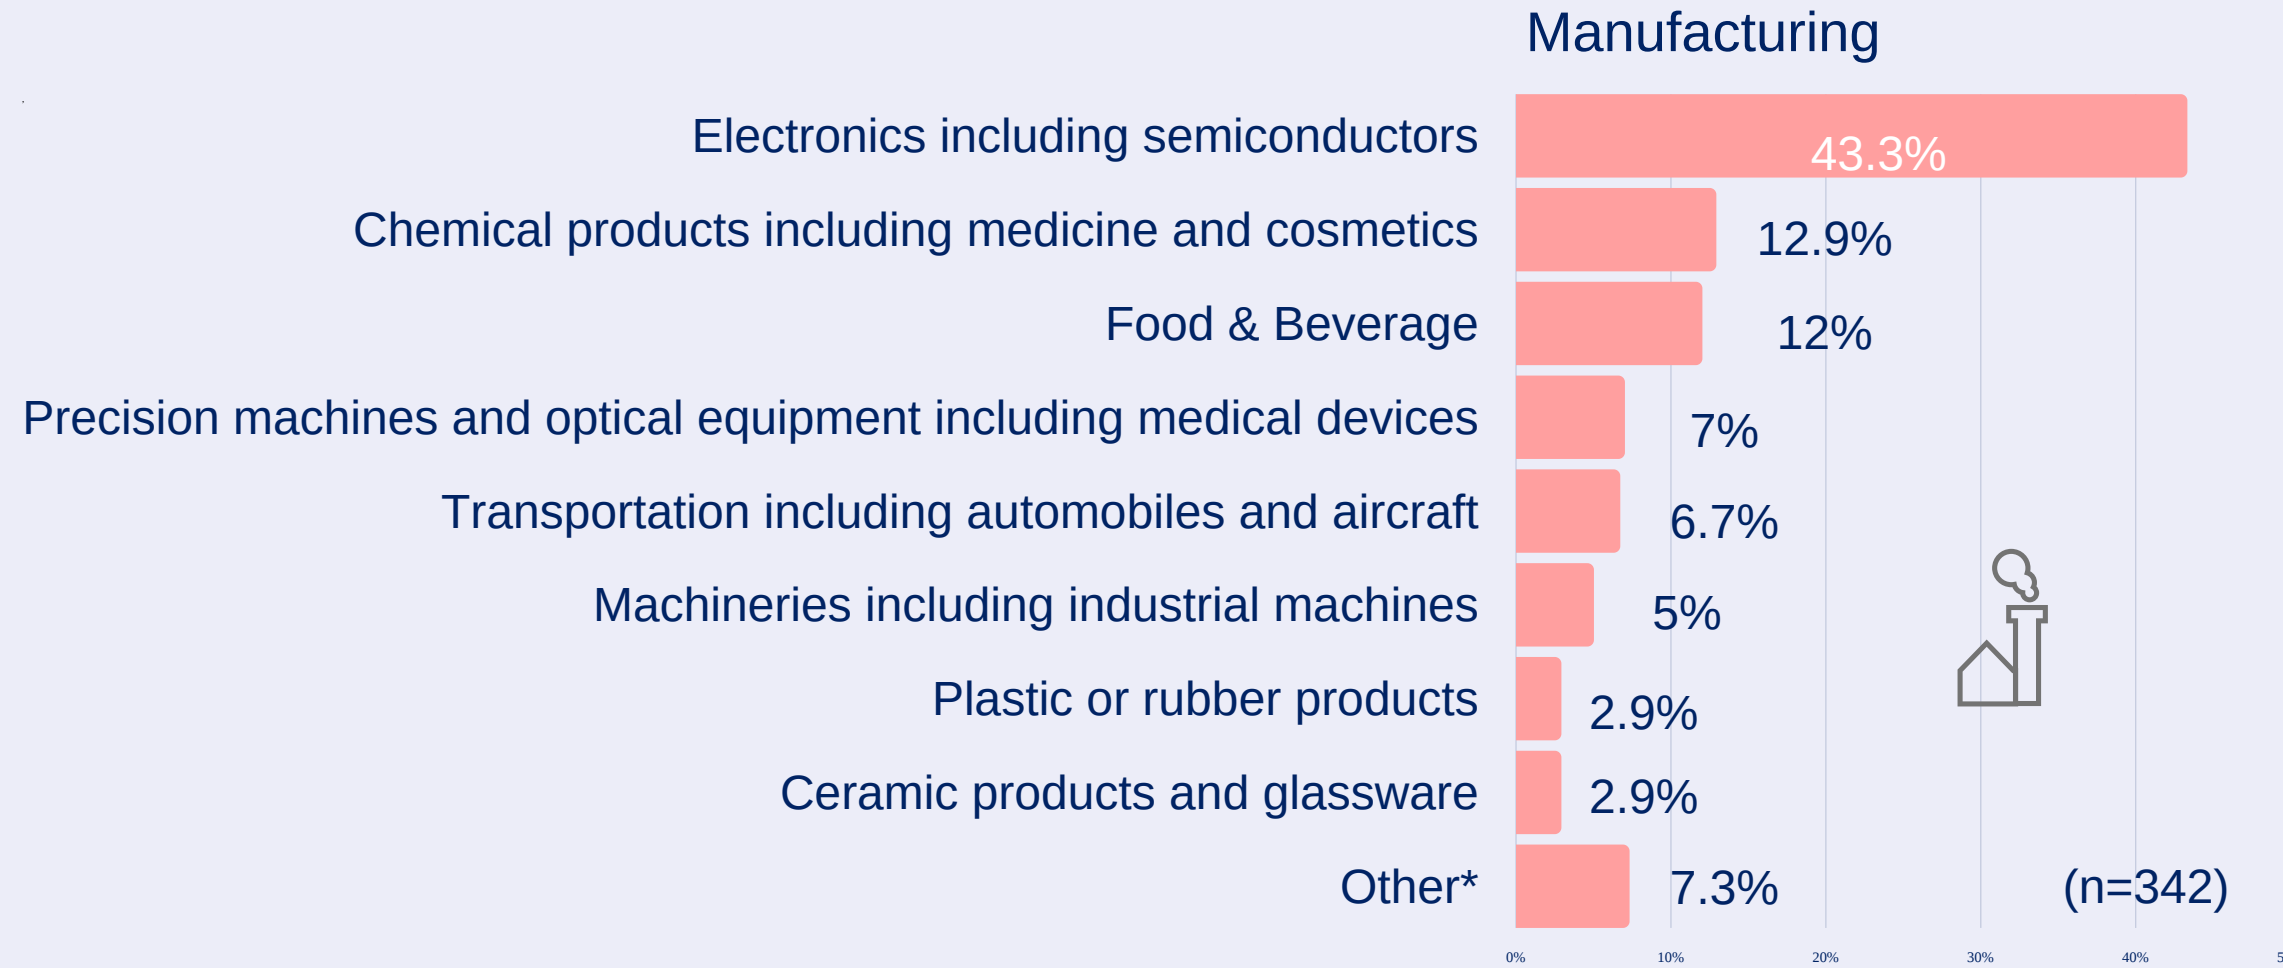 Manufacturing
Electronics including semiconductors
43.3%
Chemical products including medicine and cosmetics
12.9%
Food & Beverage
12%
Precision machines and optical equipment including medical devices
7%
Transportation including automobiles and aircraft
6.7%
Machineries including industrial machines
5%
Plastic or rubber products
2.9%
Ceramic products and glassware
2.9%
Other*
7.3%
(n=342)
0% 10% 20% 30% 40%